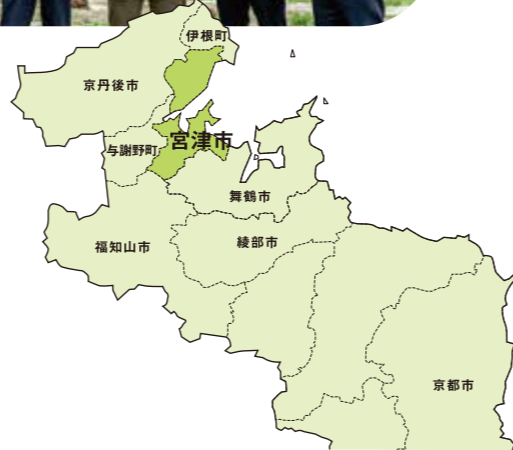 伊根町
京丹後市
与謝野町
宮津市
舞鶴市
福知山市
綾部市
京都市